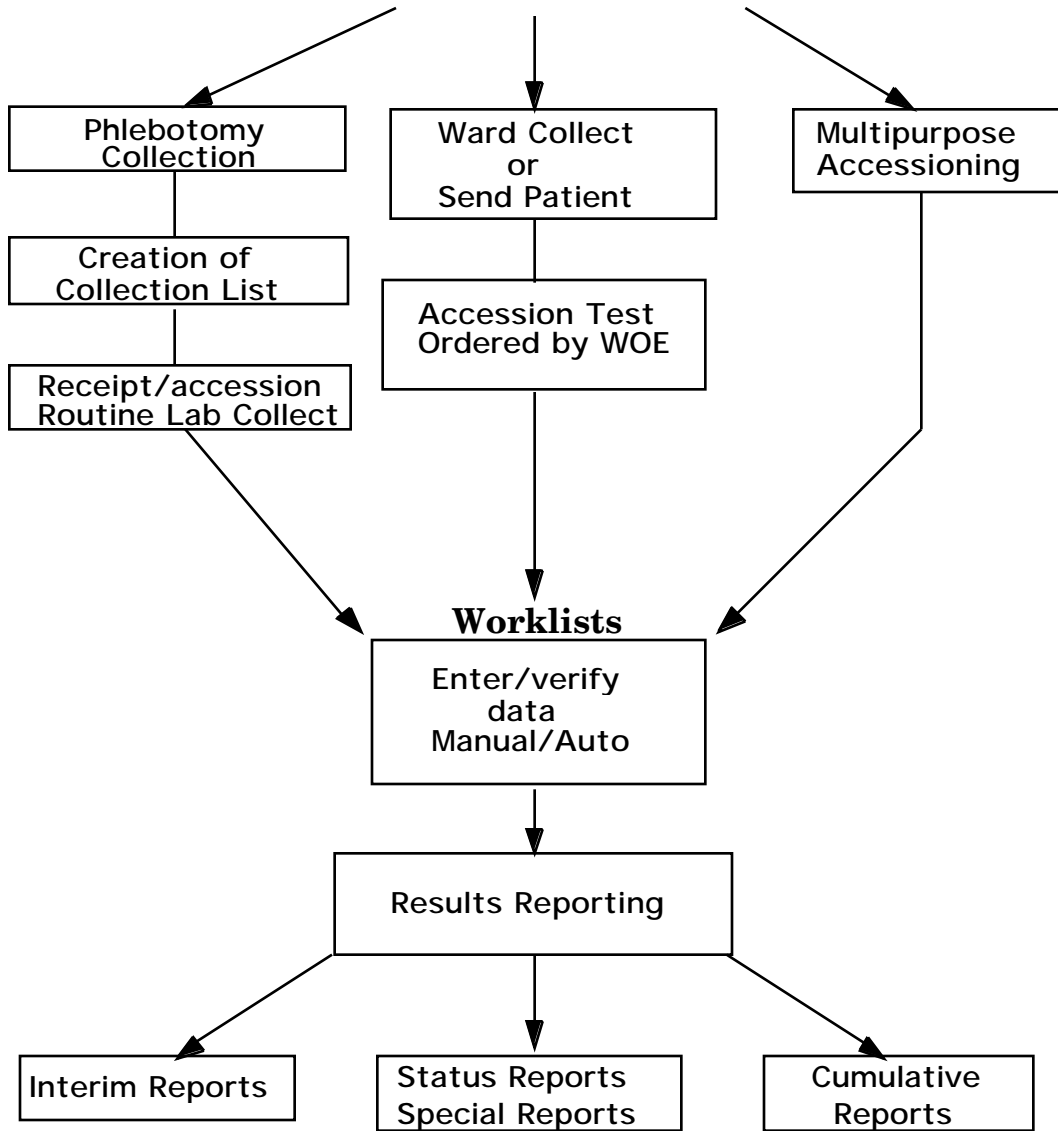 Phlebotomy
Collection
Ward Collect
or
Send Patient
Multipurpose
Accessioning
Creation of
Collection List
Accession Test
Ordered by WOE
Receipt/accession
Routine Lab Collect
Worklists
Enter/verify
data
Manual/Auto
Results Reporting
Interim Reports
Status Reports
Special Reports
Cumulative
Reports